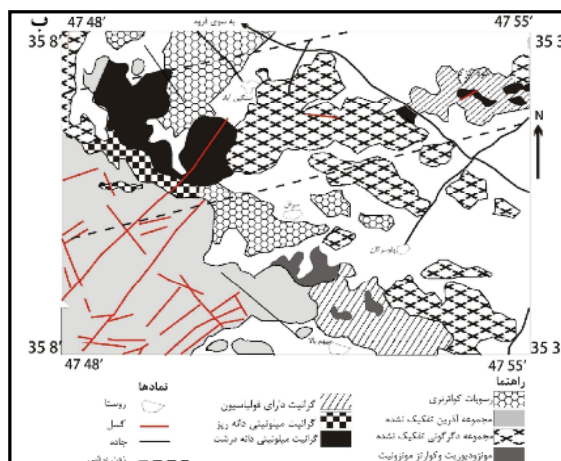 ب
47 48′ به سوی قروه 47 55′
35 8′ 35 3
N
35 8′ 35 3
47 48′ 47 55′
راهنما
رسوبات کواترنری
مجموعه آذرین تفکیک نشده
مجموعه دگرگونی تفکیک نشده
مونزودیوریت وکوارتز مونزونیت
گرانیت دارای فولیاسیون
گرانیت میلونیتی دانه ریز
گرانیت میلونیتی دانه درشت
نمادها
روستا
گسل
جاده